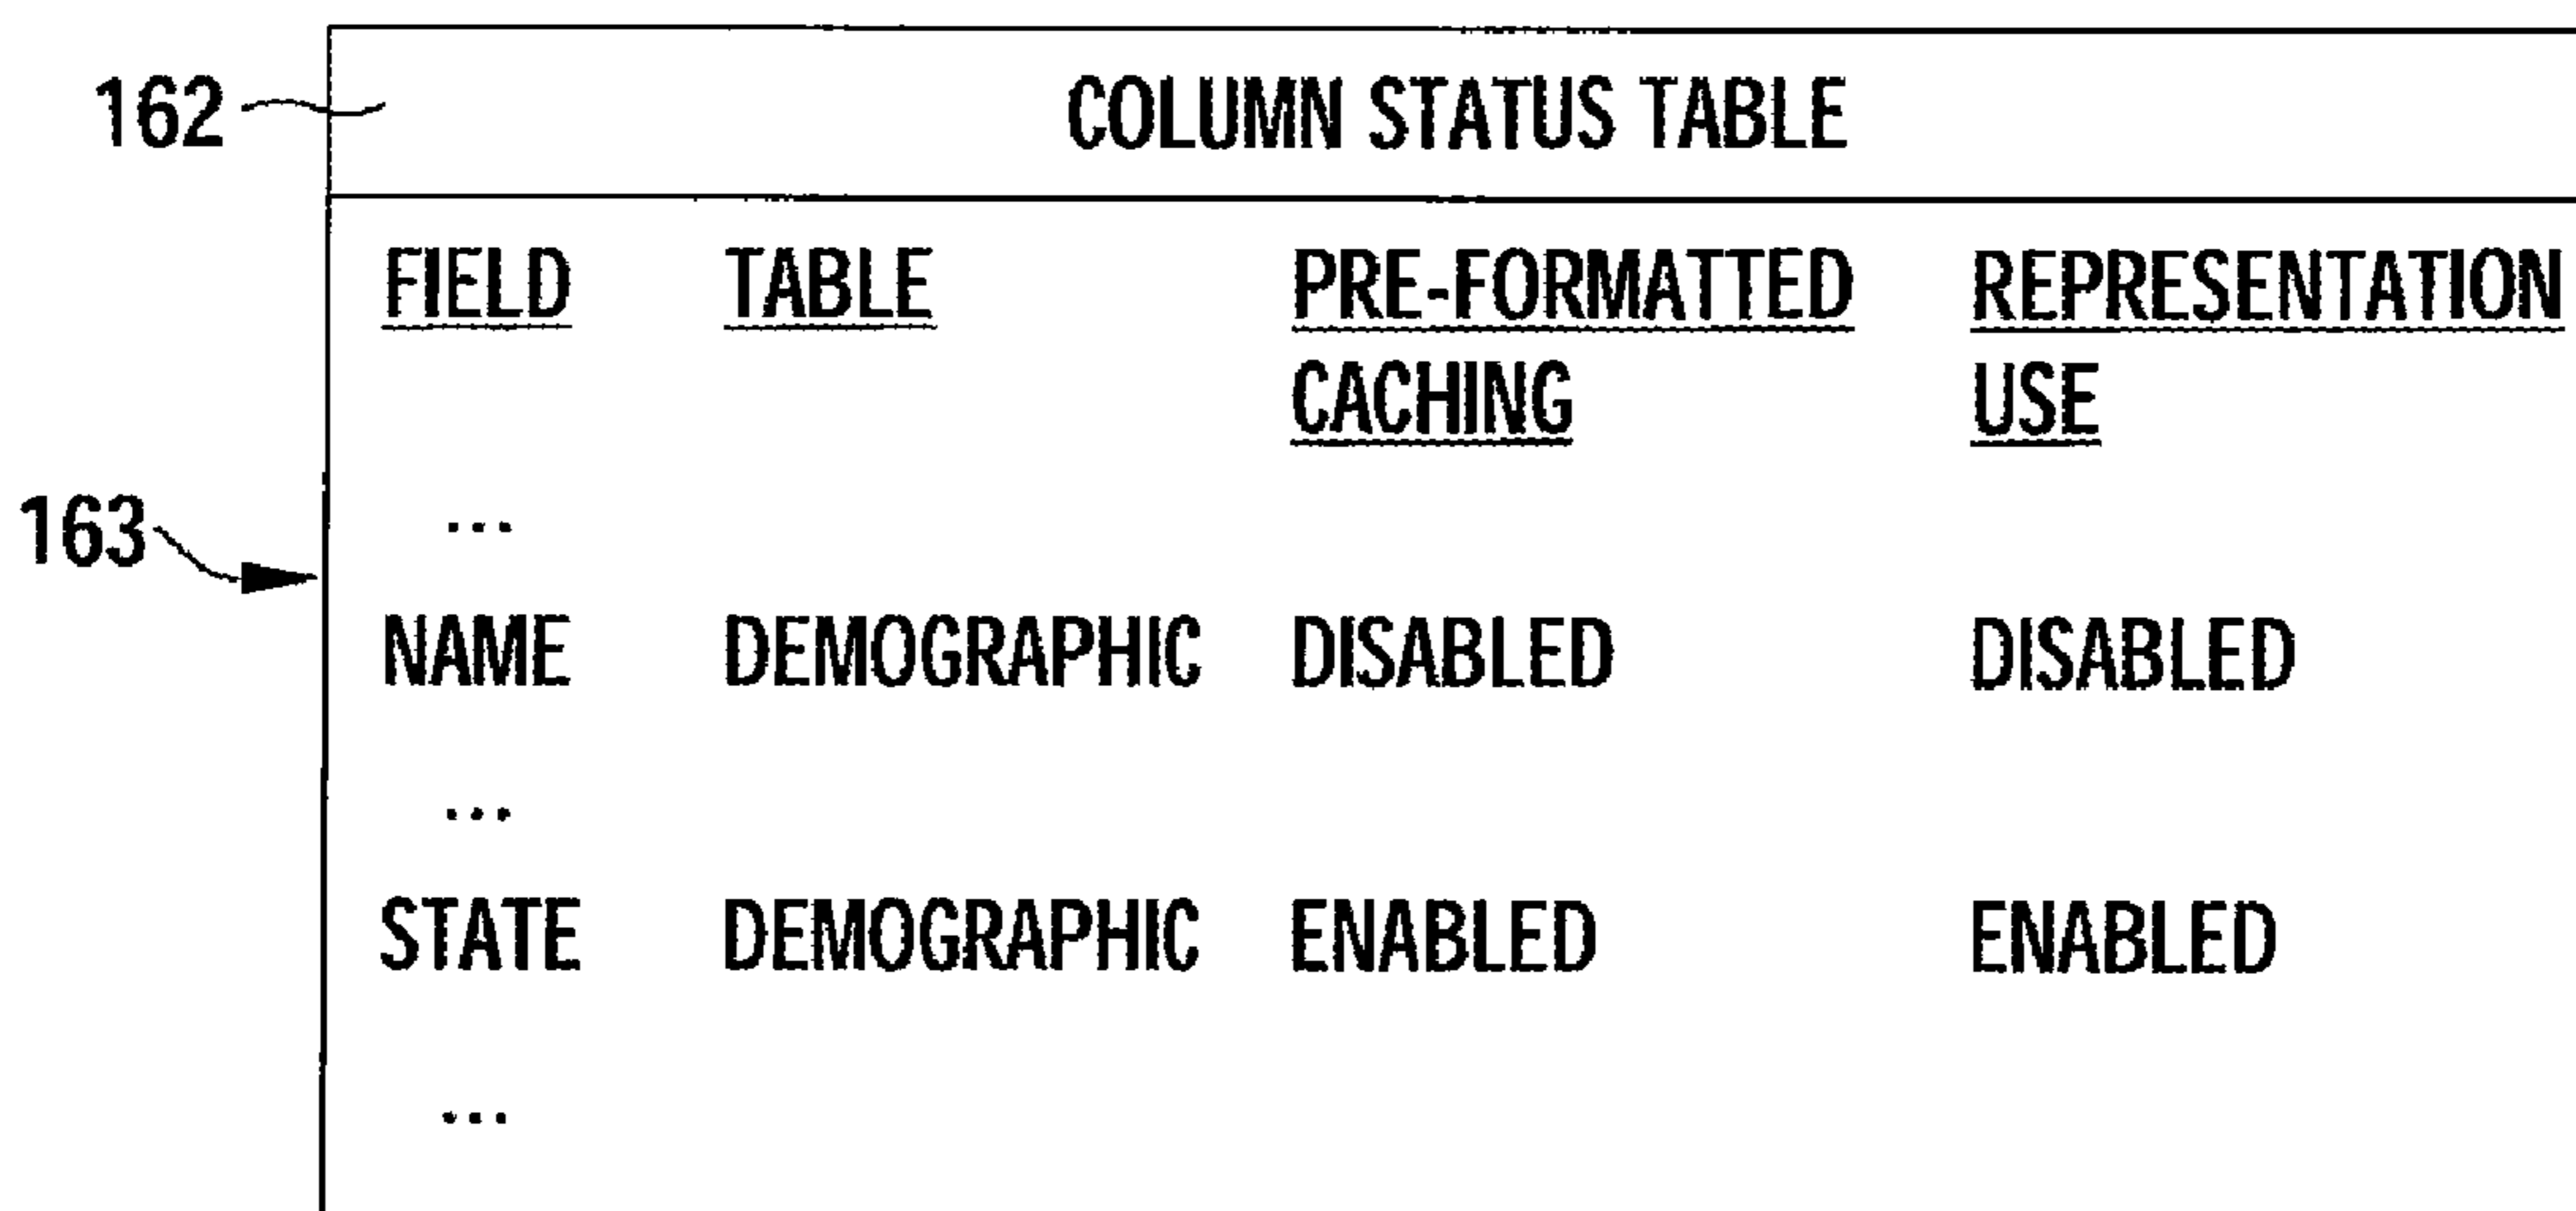 162 COLUMN STATUS TABLE
FIELD TABLE PRE-FORMATTED REPRESENTATION
CACHING USE
...
163
NAME DEMOGRAPHIC DISABLED DISABLED
...
STATE DEMOGRAPHIC ENABLED ENABLED
...